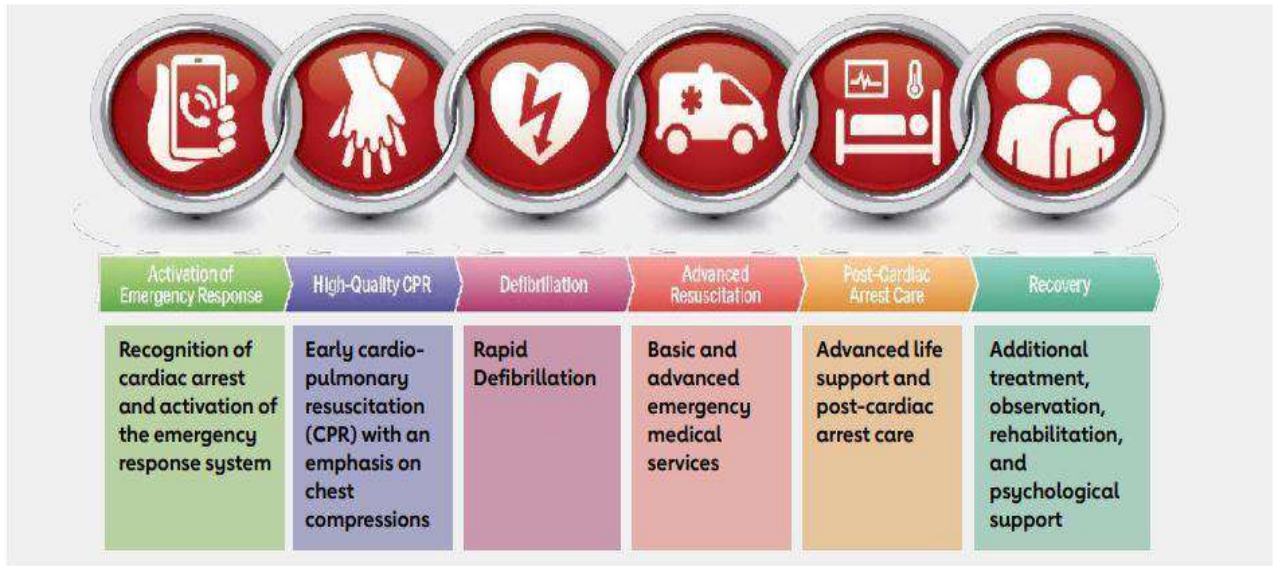 Activation of
Emergency Response
High-Quality CPR
Defibrillation
Advanced
Resuscitation
Post-Cardiac
Arrest Care
Recovery
Recognition of
cardiac arrest
and activation of
the emergency
response system
Early cardio-
pulmonary
resuscitation
(CPR) with an
emphasis on
chest
compressions
Rapid
Defibrillation
Basic and
advanced
emergency
medical
services
Advanced life
support and
post-cardiac
arrest care
Additional
treatment,
observation,
rehabilitation,
and
psychological
support